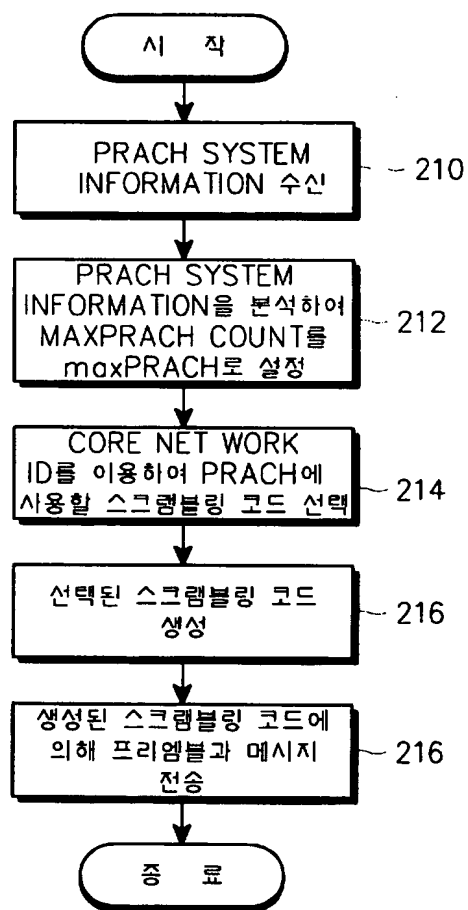 시 작
PRACH SYSTEM
INFORMATION 수신
210
PRACH SYSTEM
INFORMATION을 분석하여
MAXPRACH COUNT를
maxPRACH로 설정
212
CORE NET WORK
ID를 이용하여 PRACH에
사용할 스크램블링 코드 선택
214
선택된 스크램블링 코드
생성
216
생성된 스크램블링 코드에
의해 프리엠블과 메시지
전송
216
종 료